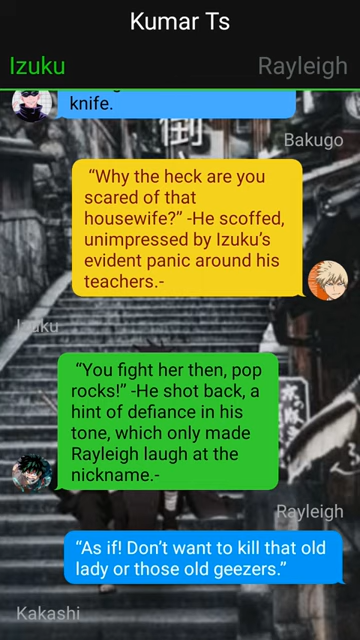 Kumar Ts
Izuku
Rayleigh
knife.
Bakugo
“Why the heck are you
scared of that
housewife?” -He scoffed,
unimpressed by Izuku’s
evident panic around his
teachers.-
Izuku
“You fight her then, pop
rocks!” -He shot back, a
hint of defiance in his
tone, which only made
Rayleigh laugh at the
nickname.-
Rayleigh
“As if! Don’t want to kill that old
lady or those old geezers.”
Kakashi